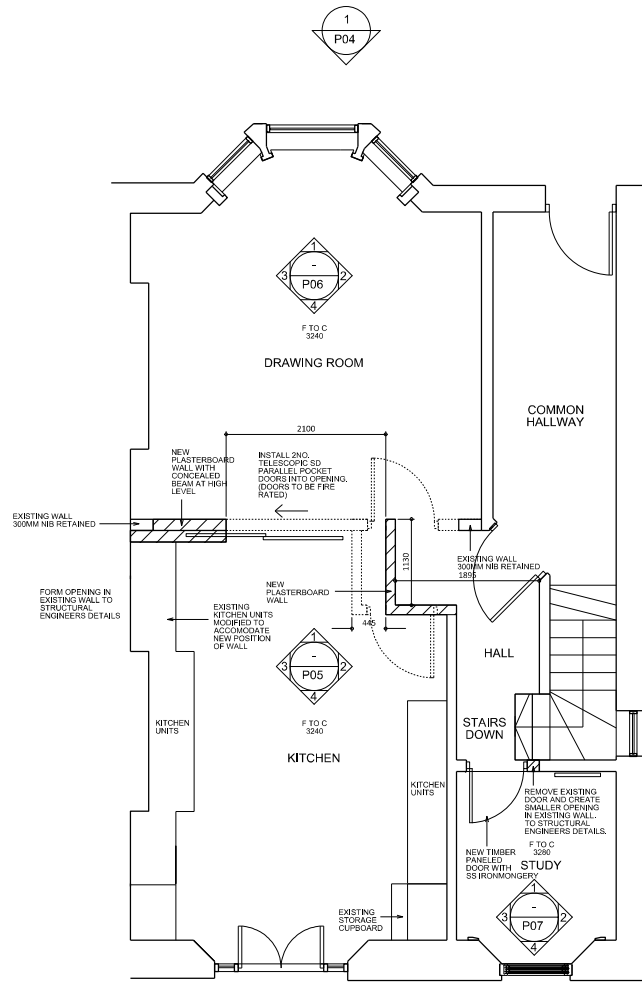 1
P04
1
-
3
2
P06
4
F TO C
3240
DRAWING ROOM
COMMON
HALLWAY
2100
NEW
PLASTERBOARD
WALL WITH
CONCEALED
BEAM AT HIGH
LEVEL
INSTALL 2NO.
TELESCOPIC SD
PARALLEL POCKET
DOORS INTO OPENING.
(DOORS TO BE FIRE
RATED)
EXISTING WALL
300MM NIB RETAINED
EXISTING WALL
300MM NIB RETAINED
1895
1130
FORM OPENING IN
EXISTING WALL TO
STRUCTURAL
ENGINEERS DETAILS
EXISTING
KITCHEN UNITS
MODIFIED TO
ACCOMODATE
NEW POSITION
OF WALL
NEW
PLASTERBOARD
WALL
445
HALL
1
-
3
2
P05
4
F TO C
3240
KITCHEN
KITCHEN
UNITS
KITCHEN
UNITS
STAIRS
DOWN
REMOVE EXISTING
DOOR AND CREATE
SMALLER OPENING
IN EXISTING WALL.
TO STRUCTURAL
ENGINEERS DETAILS.
F TO C
3280
STUDY
NEW TIMBER
PANELED
DOOR WITH
SS IRONMONGERY
1
-
3
2
P07
4
EXISTING
STORAGE
CUPBOARD